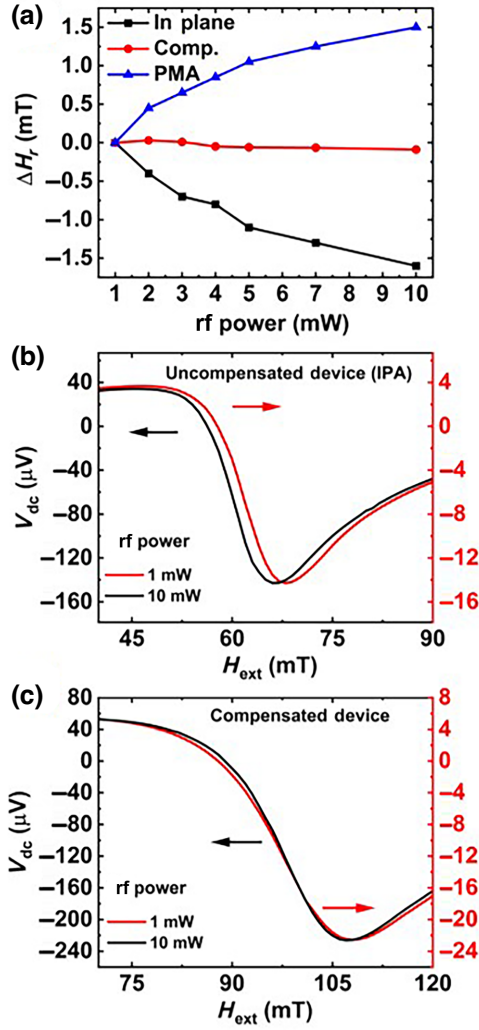 (a)
In plane
Comp.
PMA
ΔHr (mT)
1.5
1.0
0.5
0.0
−0.5
−1.0
−1.5
1 2 3 4 5 6 7 8 9 10
rf power (mW)
(b)
Uncompensated device (IPA)
Vdc (μV)
40
0
−40
−80
−120
−160
4
0
−4
−8
−12
−16
rf power
1 mW
10 mW
45 60 75 90
Hext (mT)
(c)
Compensated device
Vdc (μV)
80
40
0
−40
−80
−120
−160
−200
−240
8
4
0
−4
−8
−12
−16
−20
−24
rf power
1 mW
10 mW
75 90 105 120
Hext (mT)